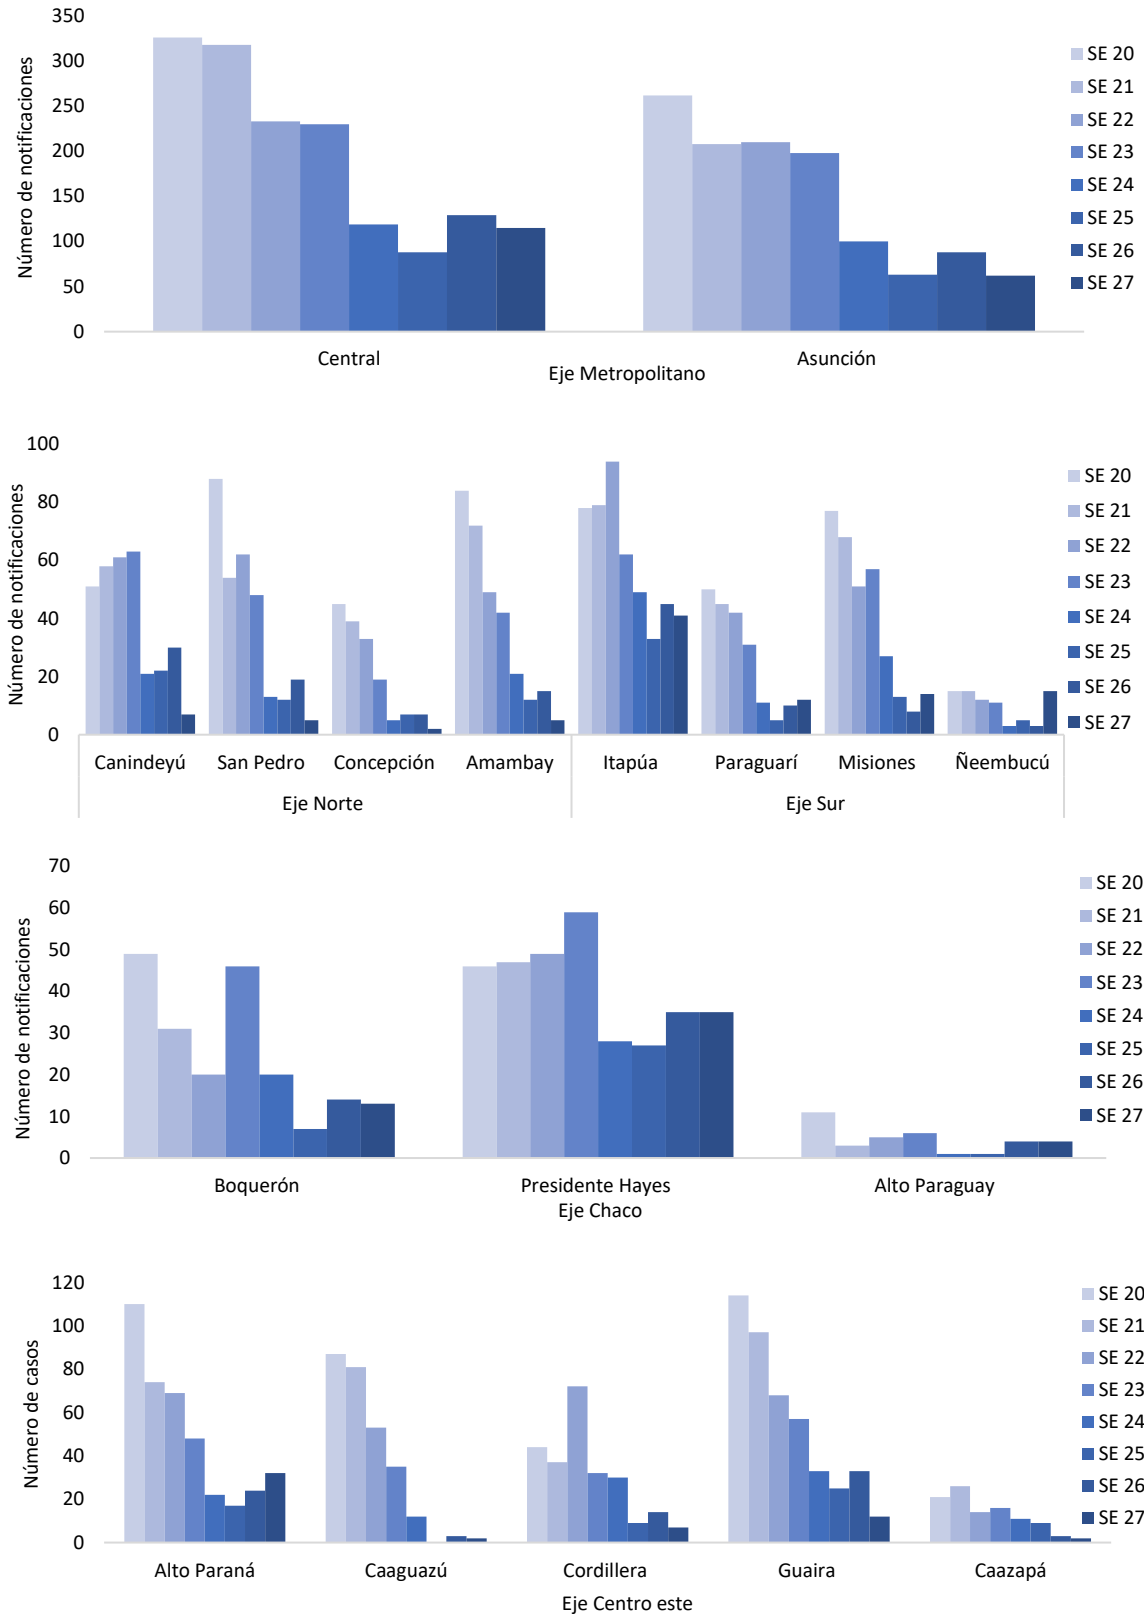 350
300
250
200
150
100
50
0
Número de notificaciones
Central
Asunción
Eje Metropolitano
SE 20
SE 21
SE 22
SE 23
SE 24
SE 25
SE 26
SE 27
100
80
60
40
20
0
Número de notificaciones
Canindeyú
San Pedro
Concepción
Amambay
Itapúa
Paraguarí
Misiones
Ñeembucú
Eje Norte
Eje Sur
SE 20
SE 21
SE 22
SE 23
SE 24
SE 25
SE 26
SE 27
70
60
50
40
30
20
10
0
Número de notificaciones
Boquerón
Presidente Hayes
Alto Paraguay
Eje Chaco
SE 20
SE 21
SE 22
SE 23
SE 24
SE 25
SE 26
SE 27
120
100
80
60
40
20
0
Número de casos
Alto Paraná
Caaguazú
Cordillera
Guaira
Caazapá
Eje Centro este
SE 20
SE 21
SE 22
SE 23
SE 24
SE 25
SE 26
SE 27